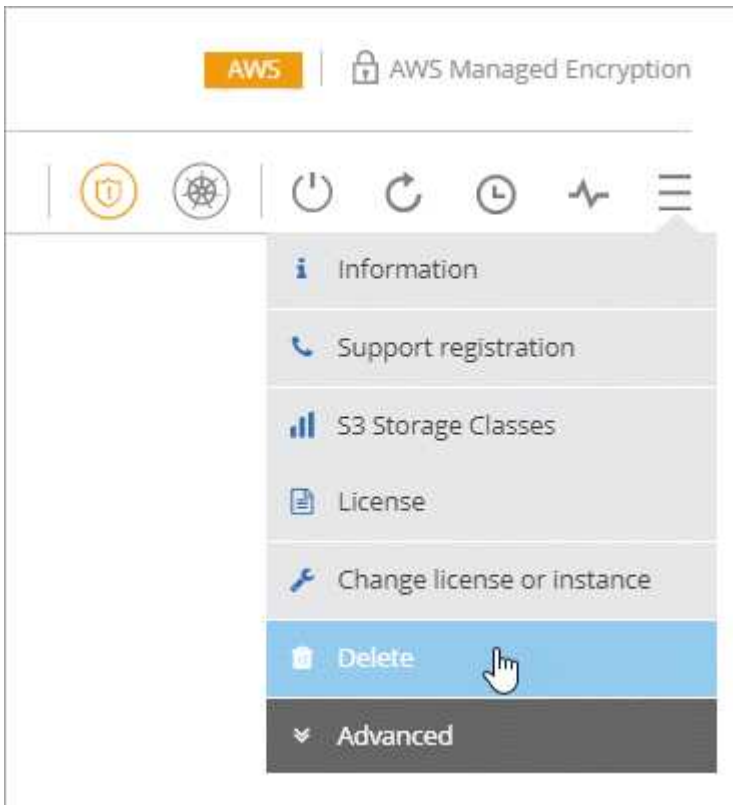 AWS
AWS Managed Encryption
Information
Support registration
S3 Storage Classes
License
Change license or instance
Delete
Advanced